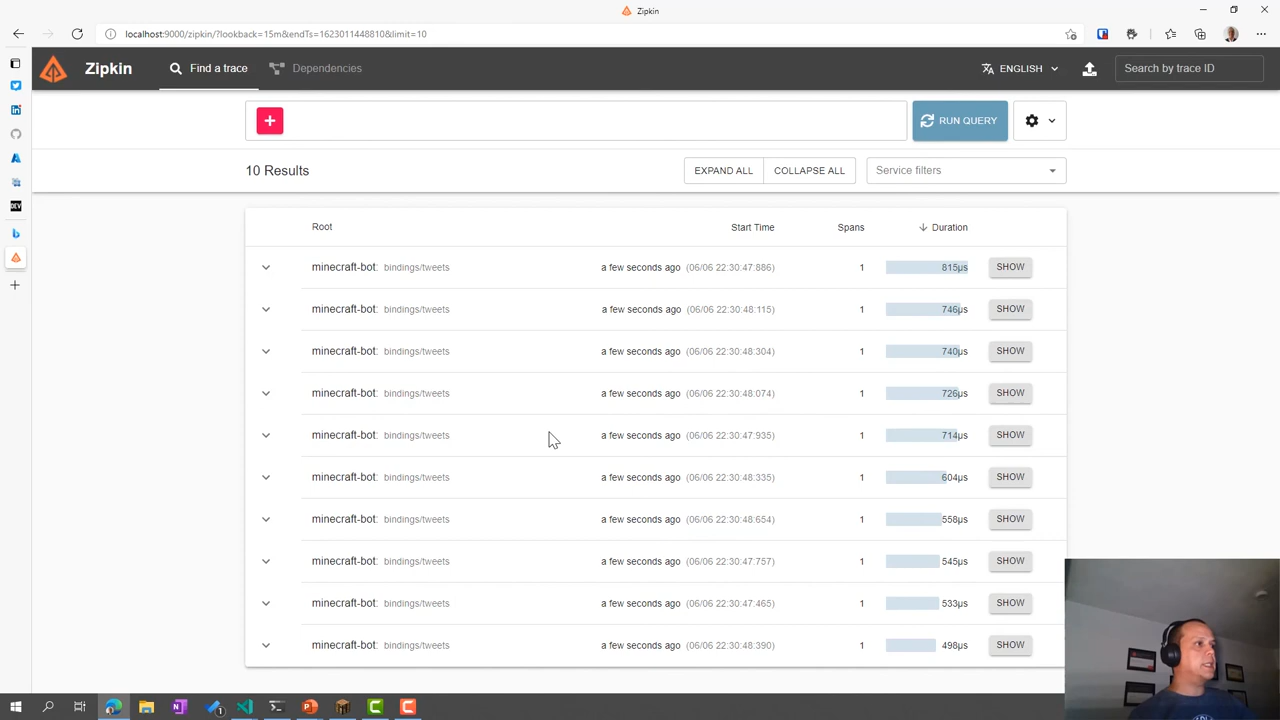 Zipkin
localhost:9000/zipkin/?lookback=15m&endTs=1623011448810&limit=10
Zipkin
Find a trace
Dependencies
ENGLISH
Search by trace ID
+
RUN QUERY
10 Results
EXPAND ALL
COLLAPSE ALL
Service filters
Root Start Time Spans Duration
minecraft-bot: bindings/tweets a few seconds ago (06/06 22:30:47:886) 1 815µs SHOW
minecraft-bot: bindings/tweets a few seconds ago (06/06 22:30:48:115) 1 746µs SHOW
minecraft-bot: bindings/tweets a few seconds ago (06/06 22:30:48:304) 1 740µs SHOW
minecraft-bot: bindings/tweets a few seconds ago (06/06 22:30:48:074) 1 726µs SHOW
minecraft-bot: bindings/tweets a few seconds ago (06/06 22:30:47:935) 1 714µs SHOW
minecraft-bot: bindings/tweets a few seconds ago (06/06 22:30:48:335) 1 604µs SHOW
minecraft-bot: bindings/tweets a few seconds ago (06/06 22:30:48:654) 1 558µs SHOW
minecraft-bot: bindings/tweets a few seconds ago (06/06 22:30:47:757) 1 545µs SHOW
minecraft-bot: bindings/tweets a few seconds ago (06/06 22:30:47:465) 1 533µs SHOW
minecraft-bot: bindings/tweets a few seconds ago (06/06 22:30:48:390) 1 498µs SHOW